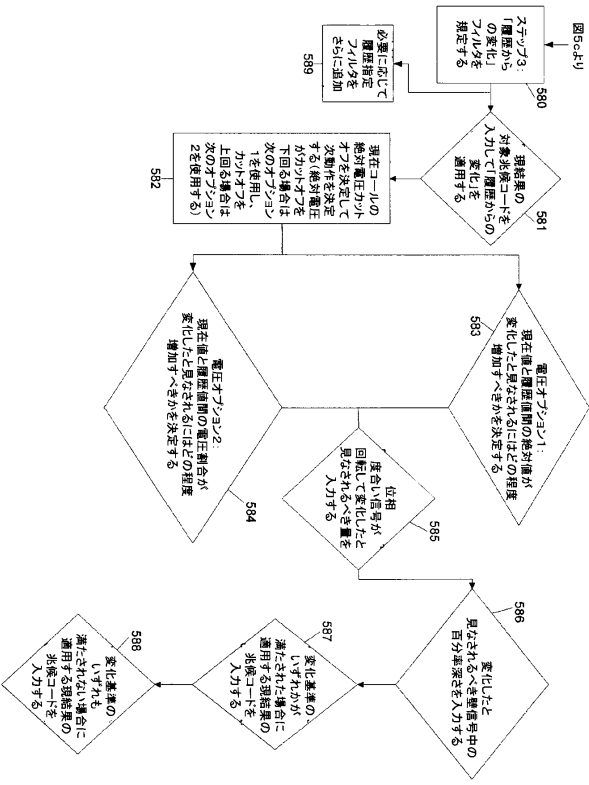 図5cより
ステップ3:
「履歴から
の変化」
フィルタを
規定する
580
必要に応じて
履歴指定
フィルタを
さらに追加
589
現結果の
対象兆候コードを
入力して「履歴からの
変化」を
適用する
581
現在コールの
絶対電圧カット
オフを決定して
次動作を決定
する(絶対電圧
がカットオフを
下回る場合は
次のオプション
1を使用し、
カットオフを
上回る場合は
次のオプション
2を使用する)
582
電圧オプション1:
現在値と履歴値間の絶対値が
変化したと見なされるにはどの程度
増加すべきかを決定する
583
電圧オプション2:
現在値と履歴値間の電圧割合が
変化したと見なされるにはどの程度
増加すべきかを決定する
584
位相
度合い信号が
回転して変化したと
見なされるべき量を
入力する
585
変化したと
見なされるべき壁信号中の
百分率深さを入力する
586
変化基準の
いずれかが
満たされた場合に
適用する現結果の
兆候コードを
入力する
587
変化基準の
いずれも
満たされない場合に
適用する現結果の
兆候コードを
入力する
588